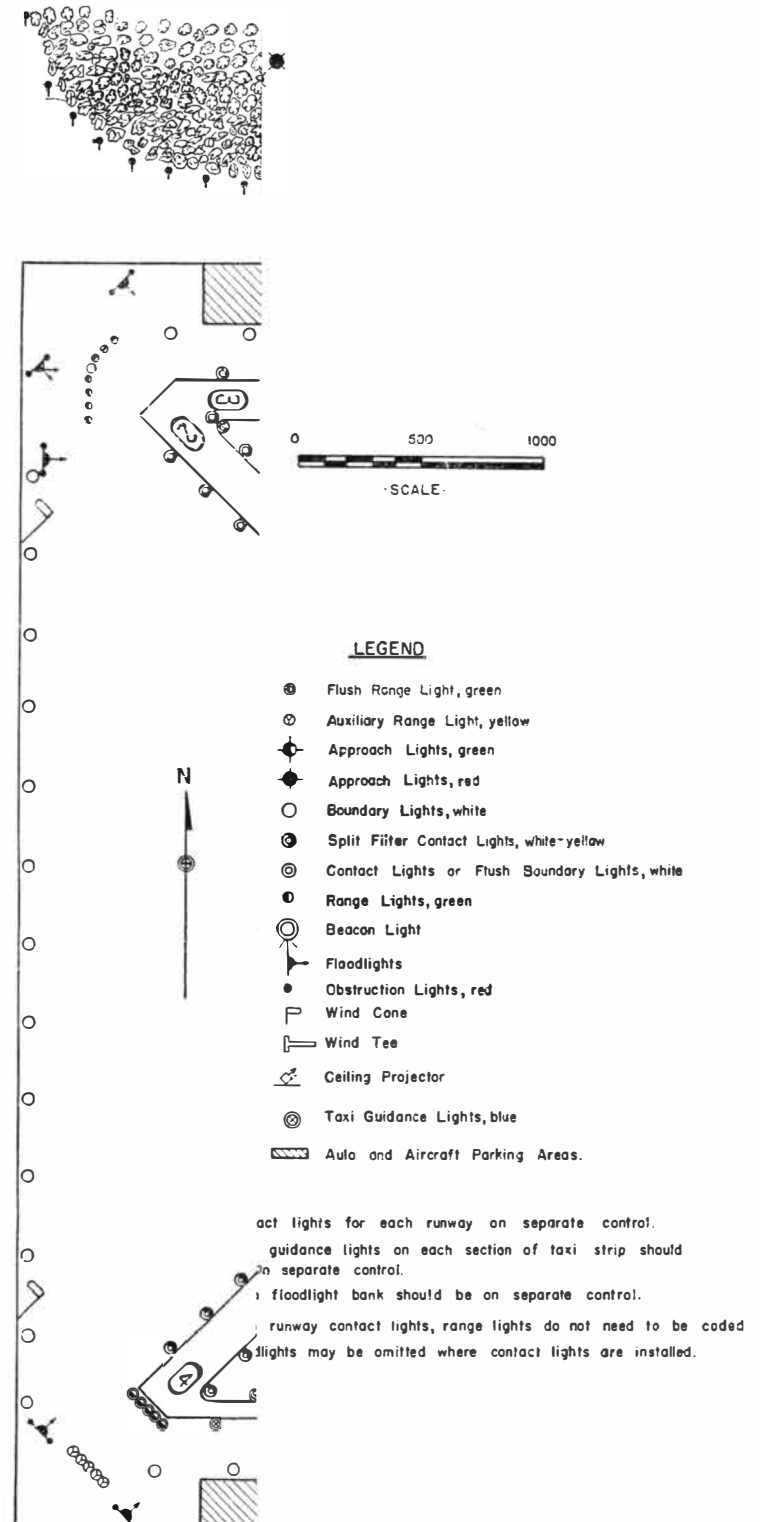 3
2
0 500 1000
·SCALE·
LEGEND
Flush Range Light, green
Auxiliary Range Light, yellow
Approach Lights, green
N
Approach Lights, red
Boundary Lights, white
Split Filter Contact Lights, white-yellow
Contact Lights or Flush Boundary Lights, white
Range Lights, green
Beacon Light
Floodlights
Obstruction Lights, red
Wind Cone
Wind Tee
Ceiling Projector
Taxi Guidance Lights, blue
Auto and Aircraft Parking Areas.
act lights for each runway on separate control.
guidance lights on each section of taxi strip should
n separate control.
floodlight bank should be on separate control.
runway contact lights, range lights do not need to be coded
dlights may be omitted where contact lights are installed.
4